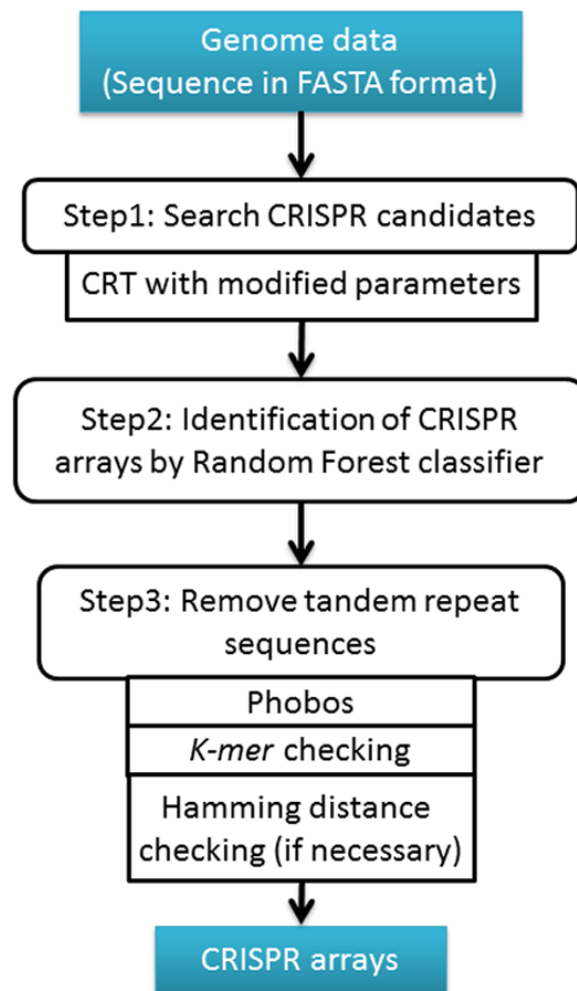 Genome data
(Sequence in FASTA format)
Step1: Search CRISPR candidates
CRT with modified parameters
Step2: Identification of CRISPR
arrays by Random Forest classifier
Step3: Remove tandem repeat
sequences
Phobos
K-mer checking
Hamming distance
checking (if necessary)
CRISPR arrays